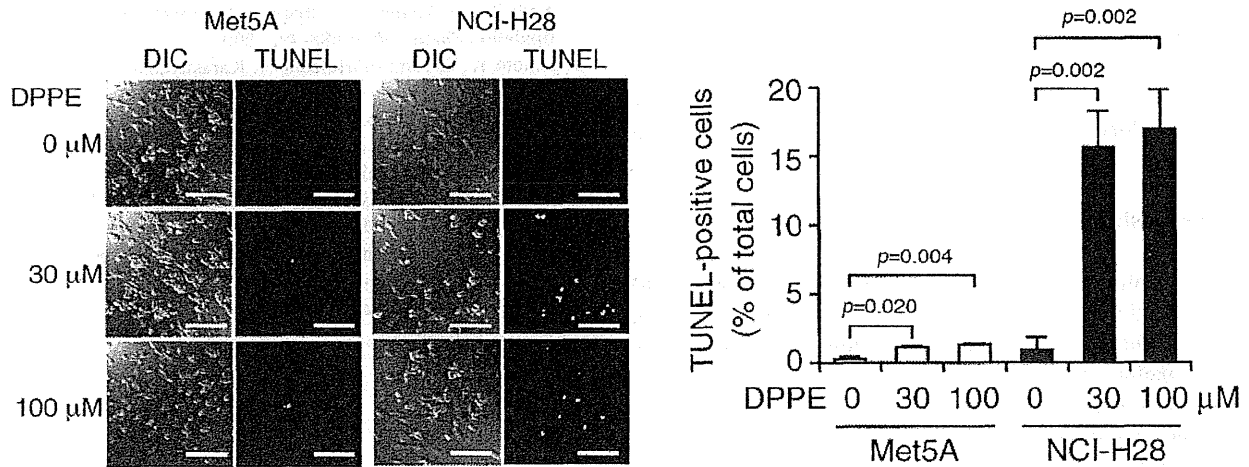 Met5A NCI-H28
DIC TUNEL DIC TUNEL
DPPE
0 μM
30 μM
100 μM
TUNEL-positive cells
(% of total cells)
20
15
10
5
0
p=0.020
p=0.004
p=0.002
p=0.002
DPPE 0 30 100 0 30 100 μM
Met5A NCI-H28